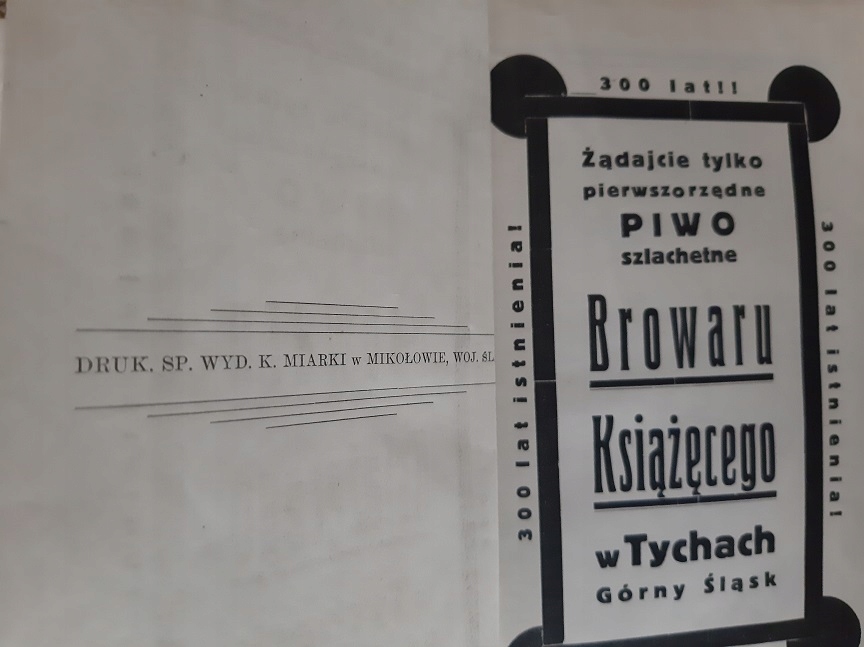 DRUK. SP. WYD. K. MIARKI w MIKOŁOWIE, WOJ. ŚL
300 lat!!
300 lat istnienia!
Żądajcie tylko
pierwszorzędne
PIWO
szlachetne
Browaru
Książęcego
w Tychach
Górny Śląsk
300 lat istnienia!